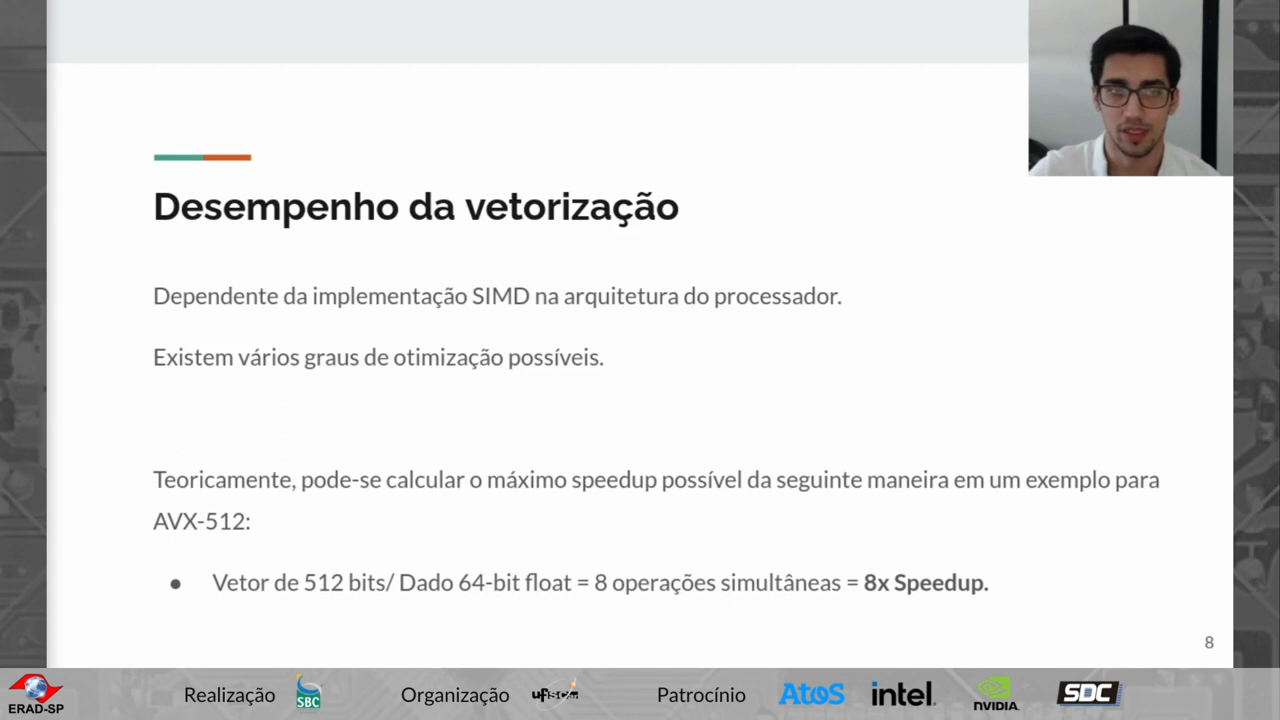 Desempenho da vetorização
Dependente da implementação SIMD na arquitetura do processador.
Existem vários graus de otimização possíveis.
Teoricamente, pode-se calcular o máximo speedup possível da seguinte maneira em um exemplo para
AVX-512:
● Vetor de 512 bits/ Dado 64-bit float = 8 operações simultâneas = 8x Speedup.
8
ERAD-SP
Realização
SBC
Organização
ufscar
Patrocínio
Atos
intel.
NVIDIA.
SDC